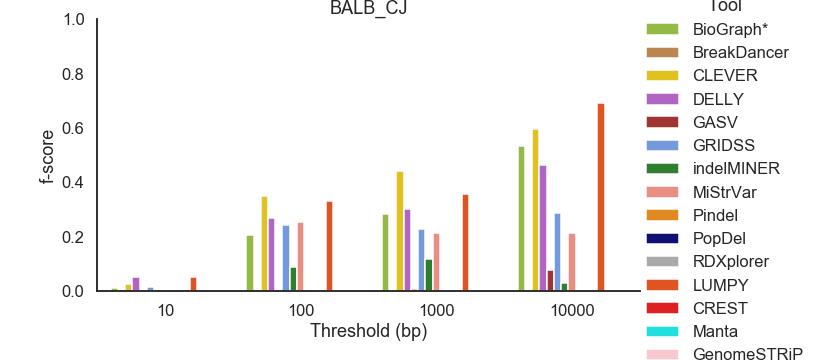 BALB_CJ
Tool
1.0
0.8
0.6
0.4
0.2
0.0
f-score
10
100
1000
10000
Threshold (bp)
BioGraph*
BreakDancer
CLEVER
DELLY
GASV
GRIDSS
indelMINER
MiStrVar
Pindel
PopDel
RDXplorer
LUMPY
CREST
Manta
GenomeSTRiP